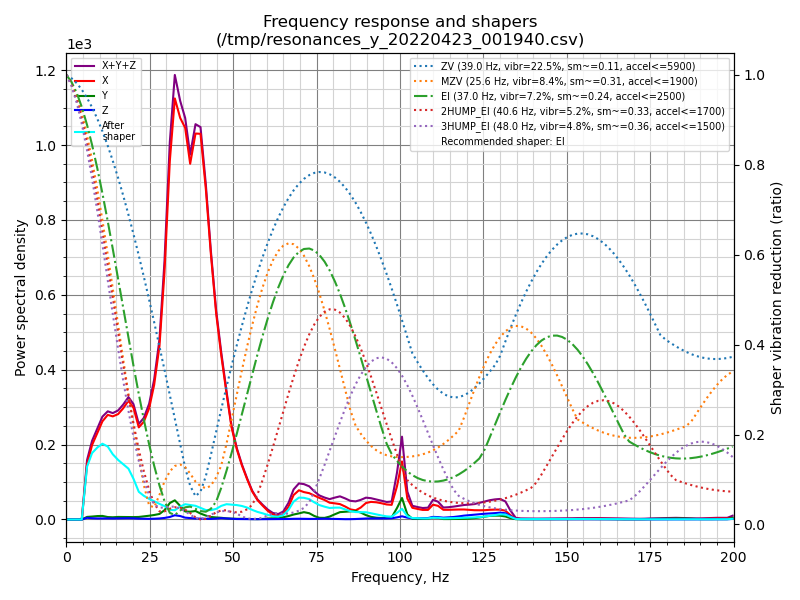 Frequency response and shapers
(/tmp/resonances_y_20220423_001940.csv)
1e3
X+Y+Z
X
Y
Z
After
shaper
ZV (39.0 Hz, vibr=22.5%, sm~=0.11, accel<=5900)
MZV (25.6 Hz, vibr=8.4%, sm~=0.31, accel<=1900)
EI (37.0 Hz, vibr=7.2%, sm~=0.24, accel<=2500)
2HUMP_EI (40.6 Hz, vibr=5.2%, sm~=0.33, accel<=1700)
3HUMP_EI (48.0 Hz, vibr=4.8%, sm~=0.36, accel<=1500)
Recommended shaper: EI
1.2
1.0
0.8
0.6
0.4
0.2
0.0
Power spectral density
1.0
0.8
0.6
0.4
0.2
0.0
Shaper vibration reduction (ratio)
0 25 50 75 100 125 150 175 200
Frequency, Hz